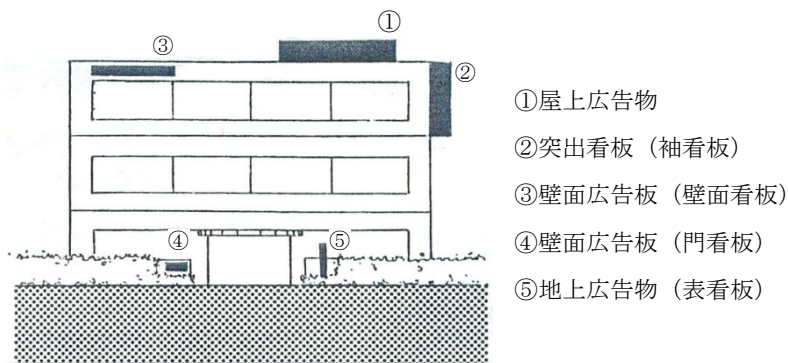 ①
③
②
④
⑤
①屋上広告物
②突出看板（袖看板）
③壁面広告板（壁面看板）
④壁面広告板（門看板）
⑤地上広告物（表看板）